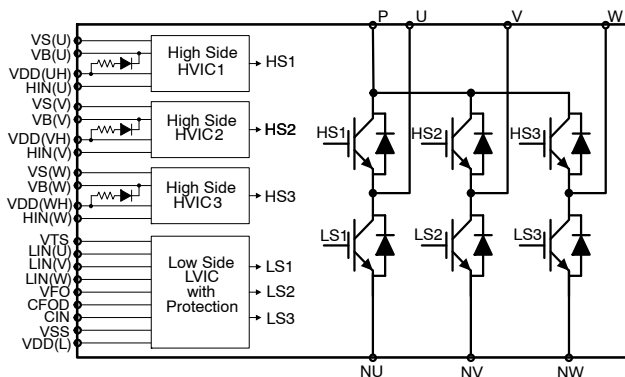 P U V W
VS(U)
VB(U)
VDD(UH)
HIN(U)
High Side
HVIC1
HS1
VS(V)
VB(V)
VDD(VH)
HIN(V)
High Side
HVIC2
HS2
VS(W)
VB(W)
VDD(WH)
HIN(W)
High Side
HVIC3
HS3
VTS
LIN(U)
LIN(V)
LIN(W)
VFO
CFOD
CIN
VSS
VDD(L)
Low Side
LVIC
with
Protection
LS1
LS2
LS3
HS1 HS2 HS3
LS1 LS2 LS3
NU NV NW